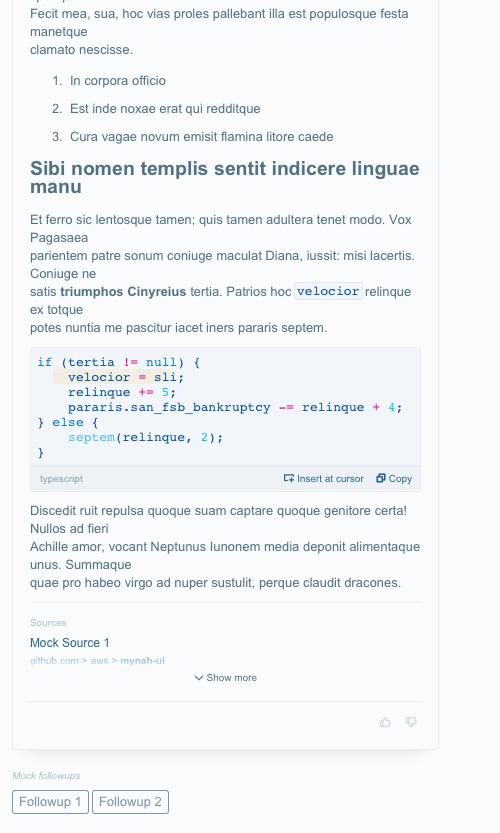 Fecit mea, sua, hoc vias proles pallebant illa est populosque festa
manetque
clamato nescisse.
1. In corpora officio
2. Est inde noxae erat qui redditque
3. Cura vagae novum emisit flamina litore caede
Sibi nomen templis sentit indicere linguae
manu
Et ferro sic lentosque tamen; quis tamen adultera tenet modo. Vox
Pagasaea
parientem patre sonum coniuge maculat Diana, iussit: misi lacertis.
Coniuge ne
satis triumphos Cinyreius tertia. Patrios hoc velocior relinque
ex totque
potes nuntia me pascitur iacet iners pararis septem.
if (tertia != null) {
    velocior = sli;
    relinque += 5;
    pararis.san_fsb_bankruptcy -= relinque + 4;
} else {
    septem(relinque, 2);
}
typescript Insert at cursor Copy
Discedit ruit repulsa quoque suam captare quoque genitore certa!
Nullos ad fieri
Achille amor, vocant Neptunus Iunonem media deponit alimentaque
unus. Summaque
quae pro habeo virgo ad nuper sustulit, perque claudit dracones.
Sources
Mock Source 1
github.com > aws > mynah-ui
Show more
Mock followups
Followup 1 Followup 2